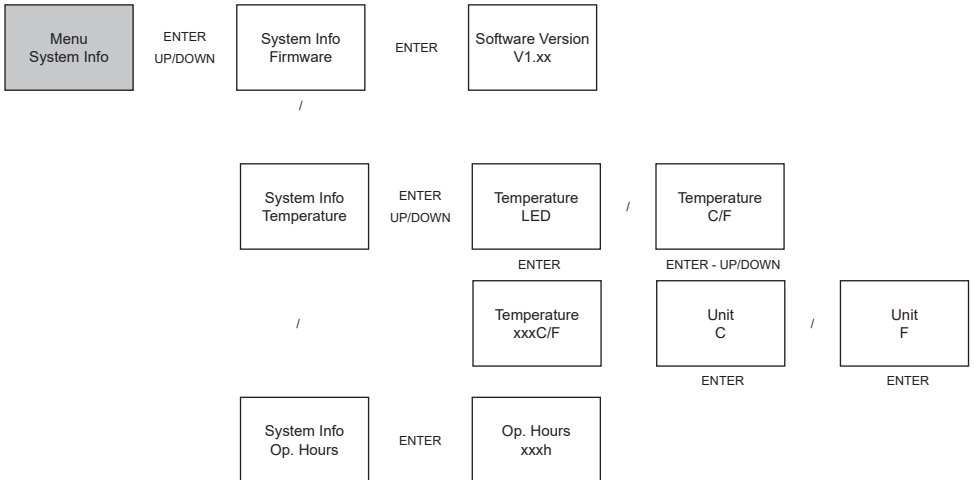 Menu
System Info
ENTER
UP/DOWN
System Info
Firmware
ENTER
Software Version
V1.xx
/
System Info
Temperature
ENTER
UP/DOWN
Temperature
LED
/
Temperature
C/F
ENTER
ENTER - UP/DOWN
/
Temperature
xxxC/F
Unit
C
/
Unit
F
ENTER
ENTER
System Info
Op. Hours
ENTER
Op. Hours
xxxh